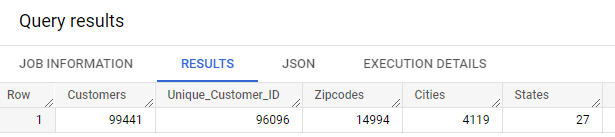 Query results
JOB INFORMATION RESULTS JSON EXECUTION DETAILS
Row Customers Unique_Customer_ID Zipcodes Cities States
1 99441 96096 14994 4119 27